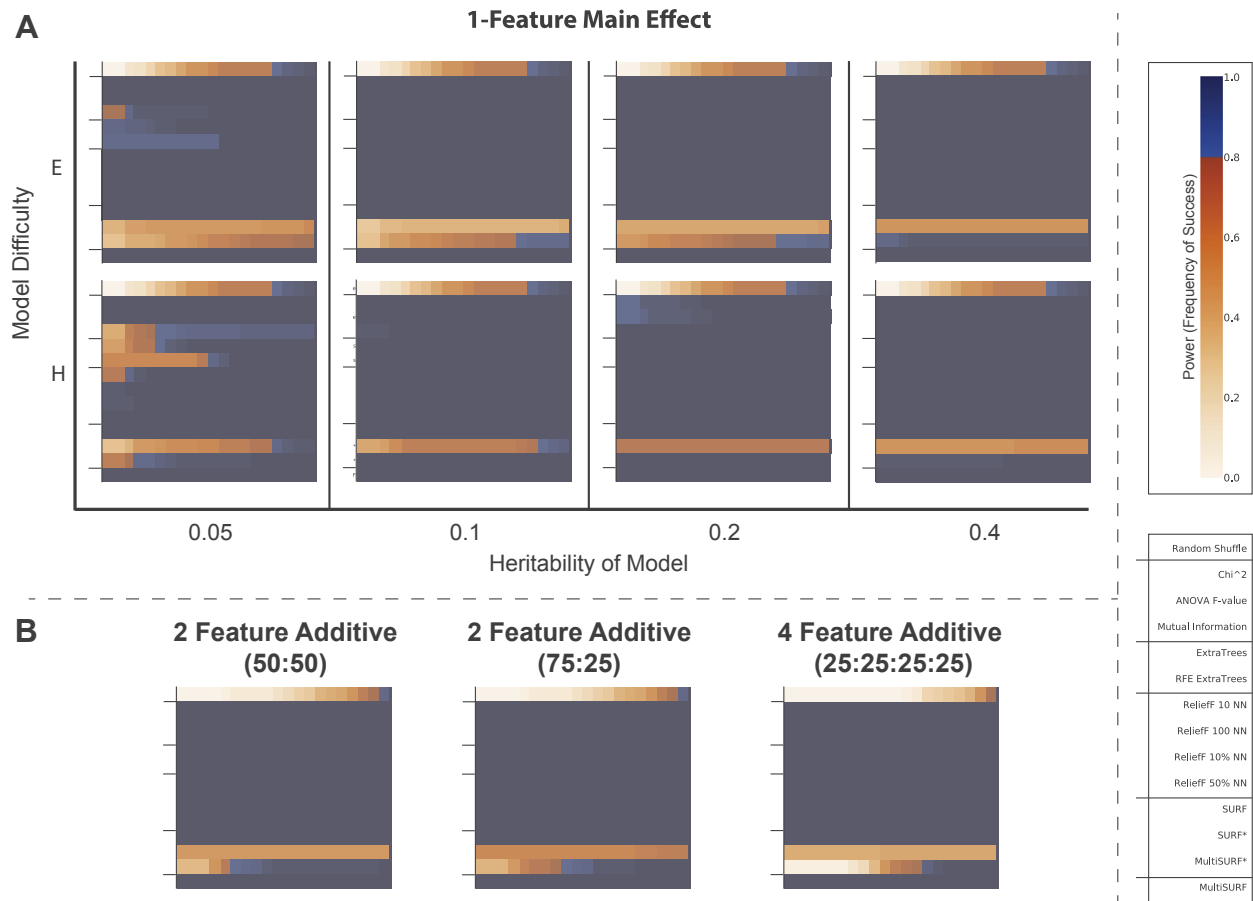 A
1-Feature Main Effect
Model Difficulty
E
H
0.05
0.1
0.2
0.4
Heritability of Model
Power (Frequency of Success)
1.0
0.8
0.6
0.4
0.2
0.0
Random Shuffle
Chi^2
ANOVA F-value
Mutual Information
ExtraTrees
RFE ExtraTrees
ReliefF 10 NN
ReliefF 100 NN
ReliefF 10% NN
ReliefF 50% NN
SURF
SURF*
MultiSURF*
MultiSURF
B
2 Feature Additive
(50:50)
2 Feature Additive
(75:25)
4 Feature Additive
(25:25:25:25)